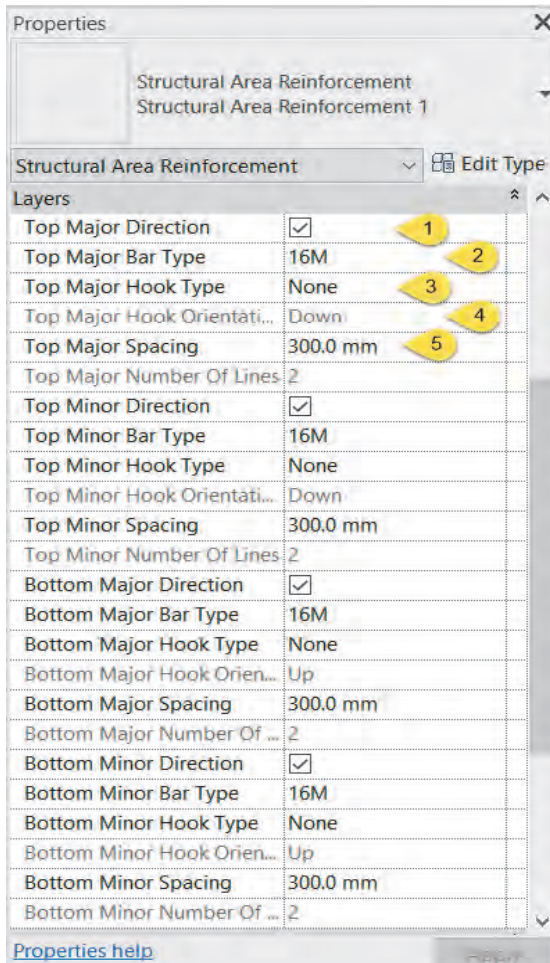 Properties
Structural Area Reinforcement
Structural Area Reinforcement 1
Structural Area Reinforcement Edit Type
Layers
Top Major Direction 1
Top Major Bar Type 16M 2
Top Major Hook Type None 3
Top Major Hook Orientati... Down 4
Top Major Spacing 300.0 mm 5
Top Major Number Of Lines 2
Top Minor Direction
Top Minor Bar Type 16M
Top Minor Hook Type None
Top Minor Hook Orientati... Down
Top Minor Spacing 300.0 mm
Top Minor Number Of Lines 2
Bottom Major Direction
Bottom Major Bar Type 16M
Bottom Major Hook Type None
Bottom Major Hook Orien... Up
Bottom Major Spacing 300.0 mm
Bottom Major Number Of ... 2
Bottom Minor Direction
Bottom Minor Bar Type 16M
Bottom Minor Hook Type None
Bottom Minor Hook Orien... Up
Bottom Minor Spacing 300.0 mm
Bottom Minor Number Of ... 2
Properties help